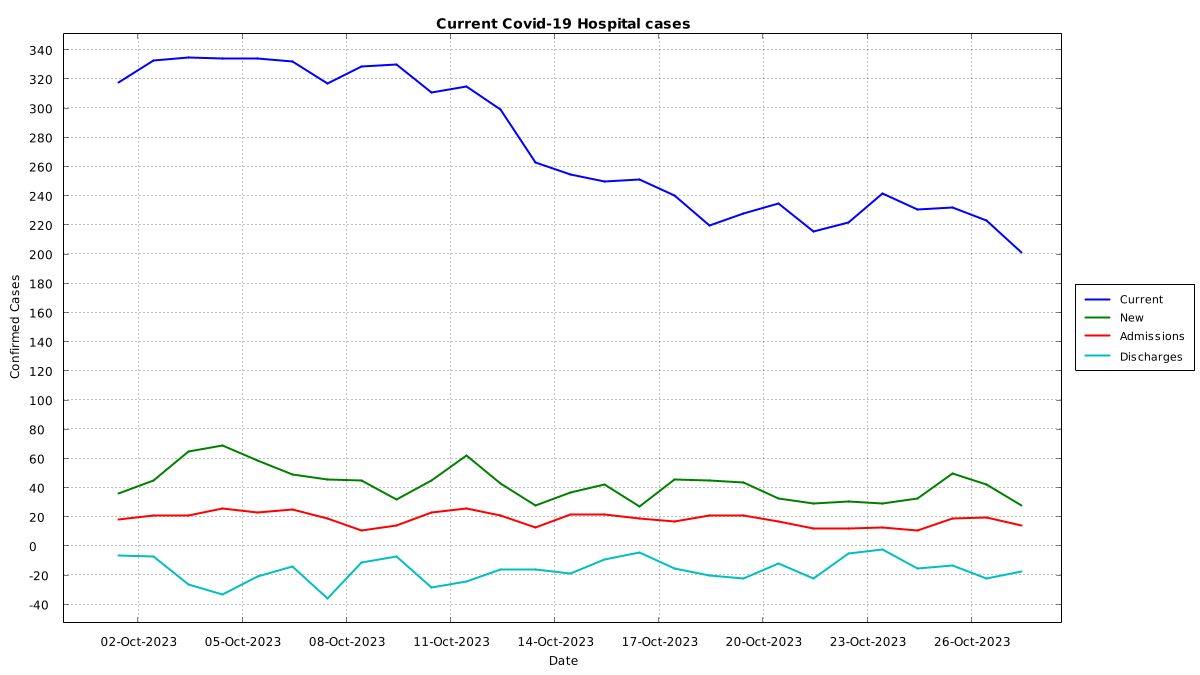 Current Covid-19 Hospital cases
340
320
300
280
260
240
220
200
180
160
140
120
100
80
60
40
20
0
-20
-40
Confirmed Cases
02-Oct-2023 05-Oct-2023 08-Oct-2023 11-Oct-2023 14-Oct-2023 17-Oct-2023 20-Oct-2023 23-Oct-2023 26-Oct-2023
Date
Current
New
Admissions
Discharges